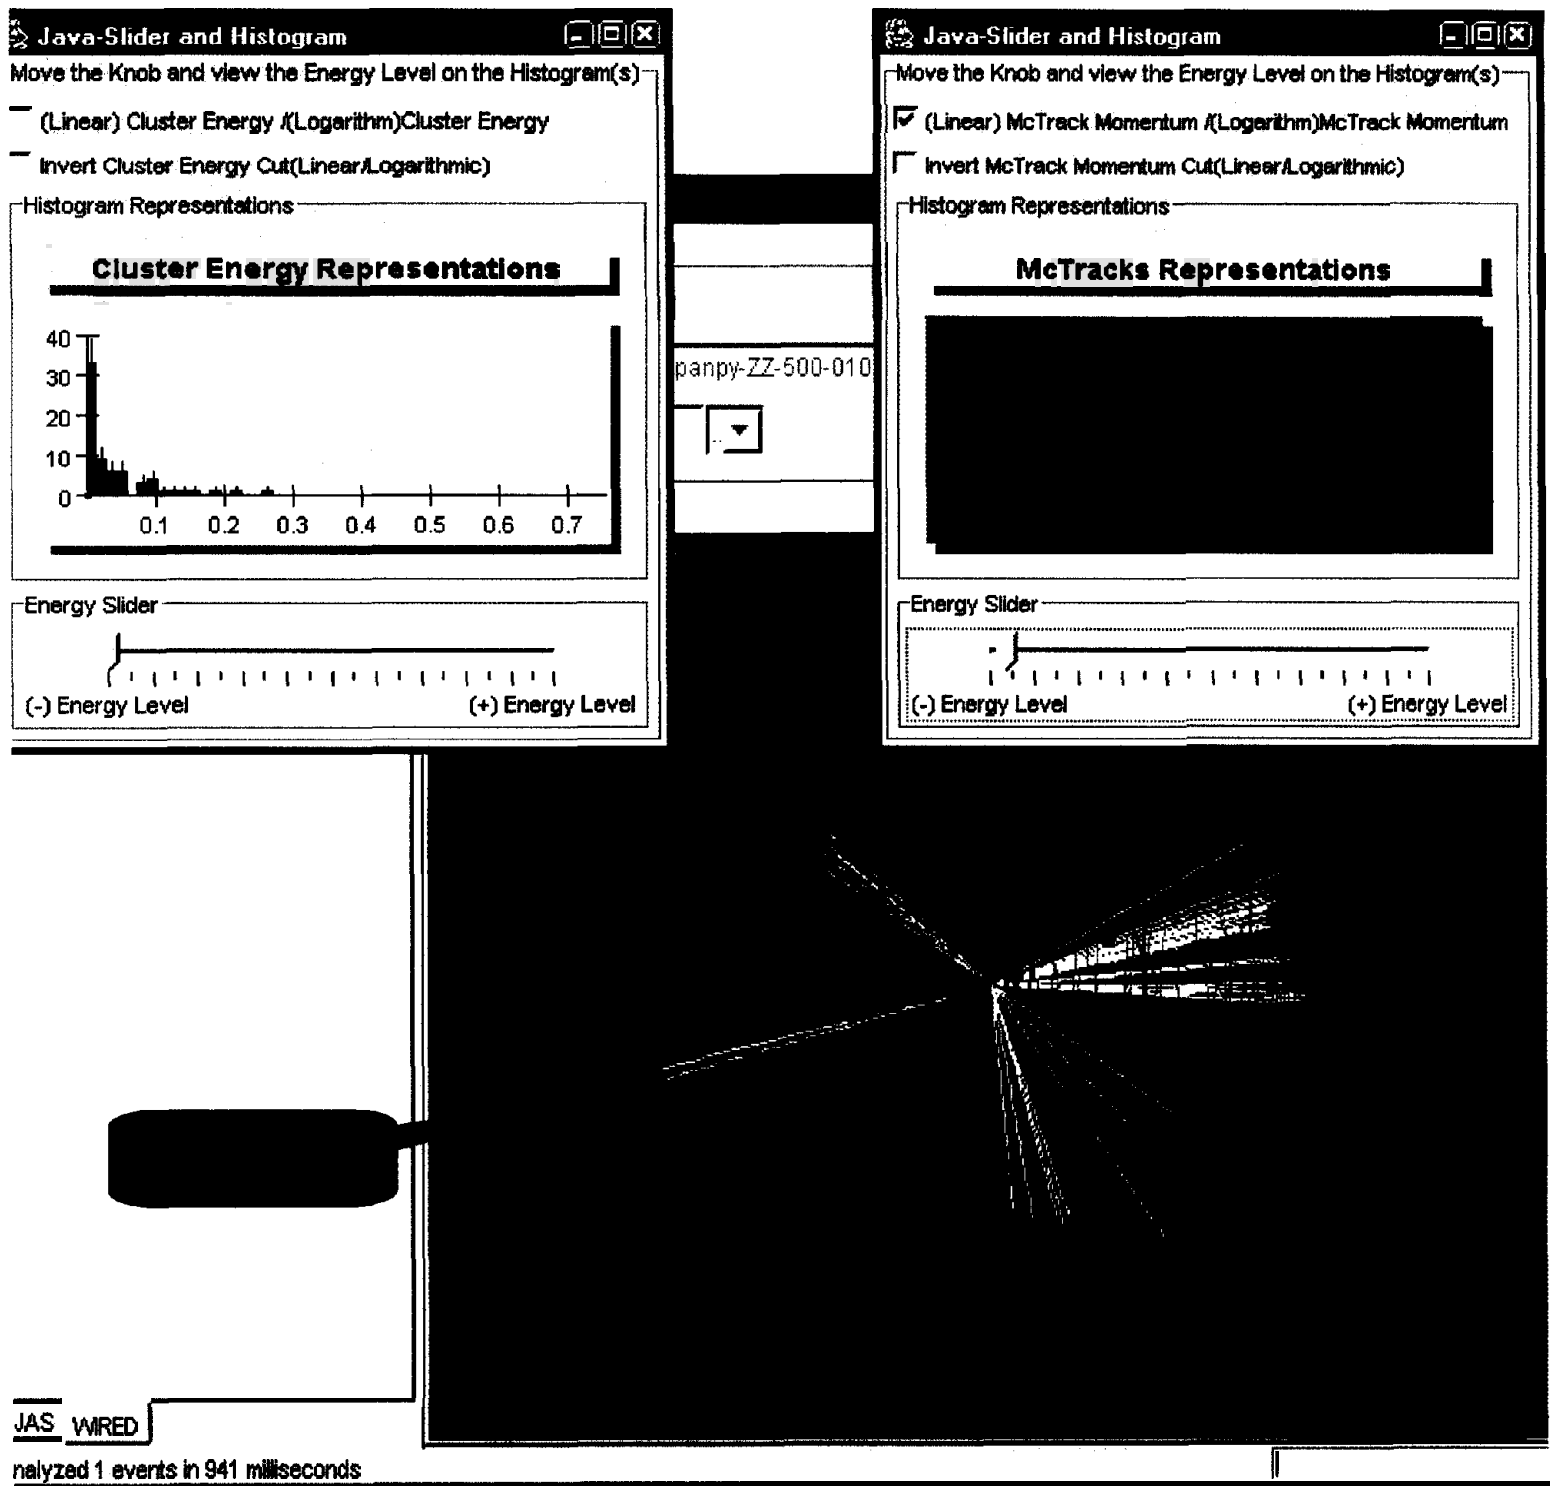 Java-Slider and Histogram
Move the Knob and view the Energy Level on the Histogram(s)
(Linear) Cluster Energy /(Logarithm)Cluster Energy
Invert Cluster Energy Cut(Linear/Logarithmic)
Histogram Representations
Cluster Energy Representations
40
30
20
10
0
0.1 0.2 0.3 0.4 0.5 0.6 0.7
Energy Slider
(-) Energy Level (+) Energy Level
panpy-ZZ-500-010
Java-Slider and Histogram
Move the Knob and view the Energy Level on the Histogram(s)
(Linear) McTrack Momentum /(Logarithm)McTrack Momentum
Invert McTrack Momentum Cut(Linear/Logarithmic)
Histogram Representations
McTracks Representations
Energy Slider
(-) Energy Level (+) Energy Level
JAS WIRED
nalyzed 1 events in 941 milliseconds